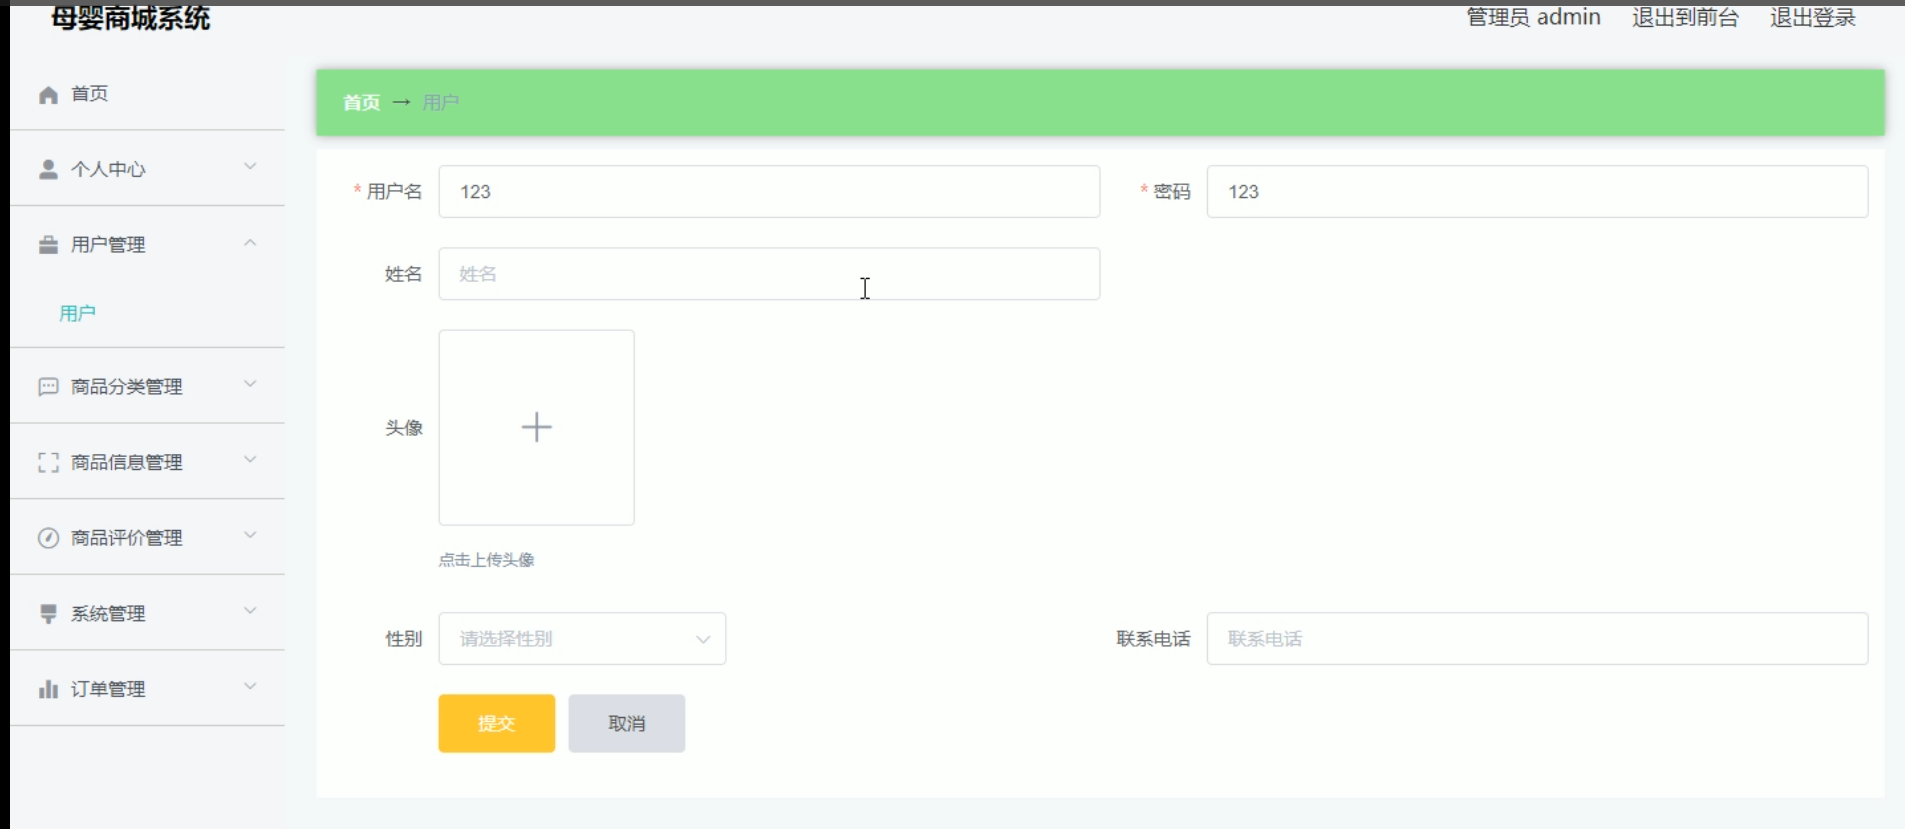 母婴商城系统
管理员 admin 退出到前台 退出登录
首页
个人中心
用户管理
用户
商品分类管理
商品信息管理
商品评价管理
系统管理
订单管理
首页 → 用户
* 用户名 123
* 密码 123
姓名 姓名
头像
点击上传头像
性别 请选择性别
联系电话 联系电话
提交 取消